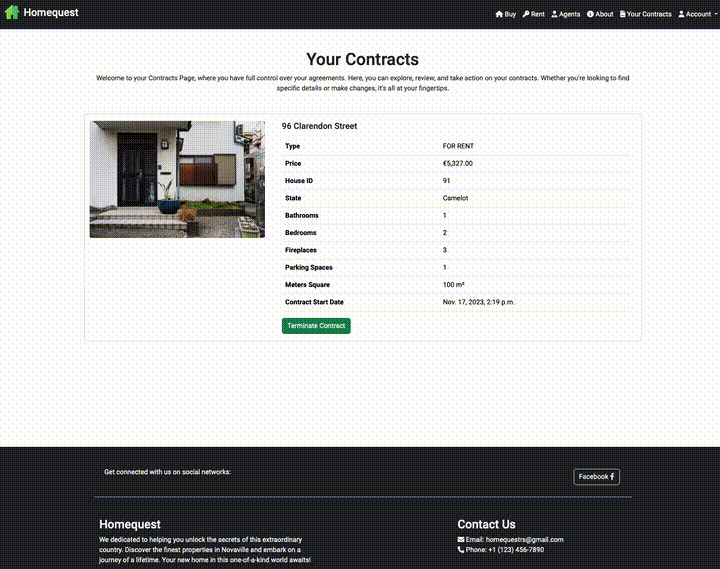 Homequest
Buy Rent Agents About Your Contracts Account
Your Contracts
Welcome to your Contracts Page, where you have full control over your agreements. Here, you can explore, review, and take action on your contracts. Whether you're looking to find
specific details or make changes, it's all at your fingertips.
96 Clarendon Street
Type FOR RENT
Price €5,327.00
House ID 91
State Camelot
Bathrooms 1
Bedrooms 2
Fireplaces 3
Parking Spaces 1
Meters Square 100 m²
Contract Start Date Nov. 17, 2023, 2:19 p.m.
Terminate Contract
Get connected with us on social networks:
Facebook
Homequest
We dedicated to helping you unlock the secrets of this extraordinary
country. Discover the finest properties in Novaville and embark on a
journey of a lifetime. Your new home in this one-of-a-kind world awaits!
Contact Us
Email: homequestrs@gmail.com
Phone: +1 (123) 456-7890